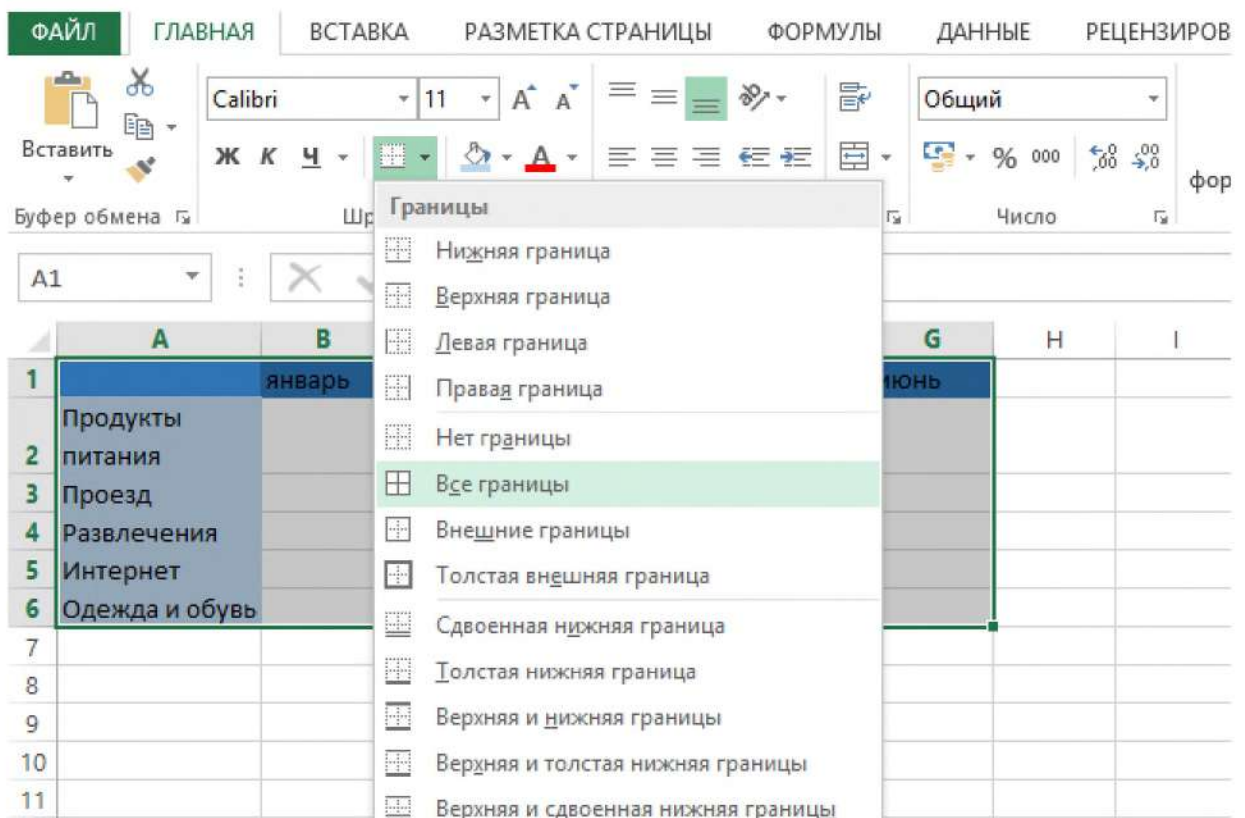 ФАЙЛ ГЛАВНАЯ ВСТАВКА РАЗМЕТКА СТРАНИЦЫ ФОРМУЛЫ ДАННЫЕ РЕЦЕНЗИРОВ
Calibri 11 Общий
Вставить Ж К Ч % 000
фор
Буфер обмена Шр Число
Границы
Нижняя граница
A1
Верхняя граница
A B G H I
Левая граница
1 январь июнь
Правая граница
Продукты
2 питания
Нет границы
3 Проезд
Все границы
4 Развлечения
Внешние границы
5 Интернет
Толстая внешняя граница
6 Одежда и обувь
Сдвоенная нижняя граница
7
Толстая нижняя граница
8
Верхняя и нижняя границы
9
Верхняя и толстая нижняя границы
10
Верхняя и сдвоенная нижняя границы
11